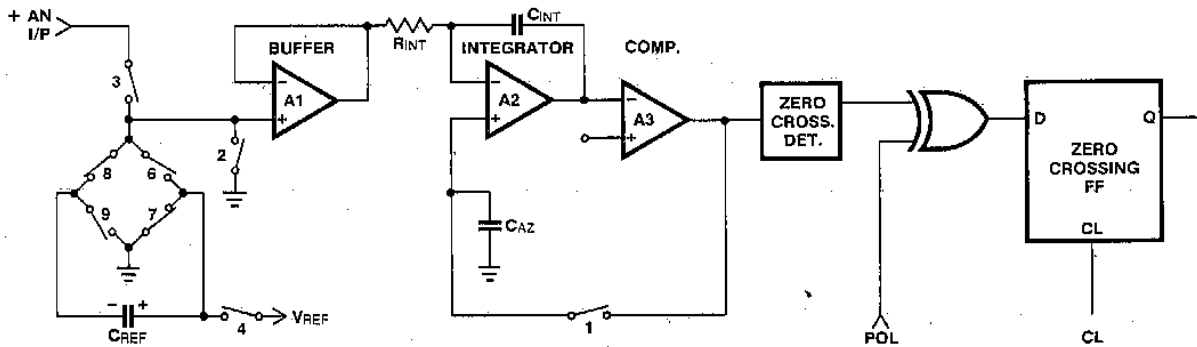 + AN
I/P
3
8
6
9
7
2
BUFFER
-
A1
+
RINT
CINT
INTEGRATOR
-
A2
+
COMP.
-
A3
+
ZERO
CROSS.
DET.
D
Q
ZERO
CROSSING
FF
CL
CAZ
1
- +
CREF
4
VREF
POL
CL